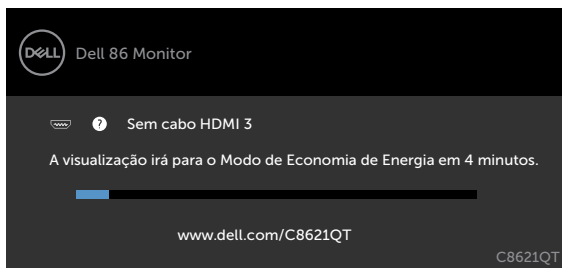 DELL Dell 86 Monitor
? Sem cabo HDMI 3
A visualização irá para o Modo de Economia de Energia em 4 minutos.
www.dell.com/C8621QT
C8621QT